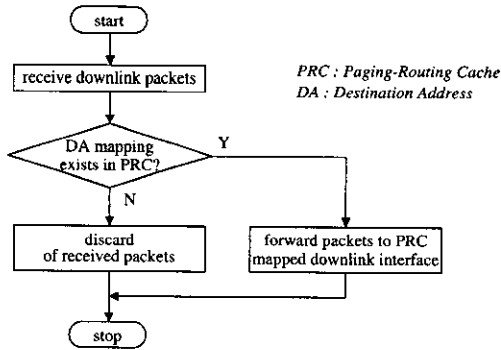 start
receive downlink packets
PRC : Paging-Routing Cache
DA : Destination Address
DA mapping
exists in PRC?
Y
N
discard
of received packets
forward packets to PRC
mapped downlink interface
stop